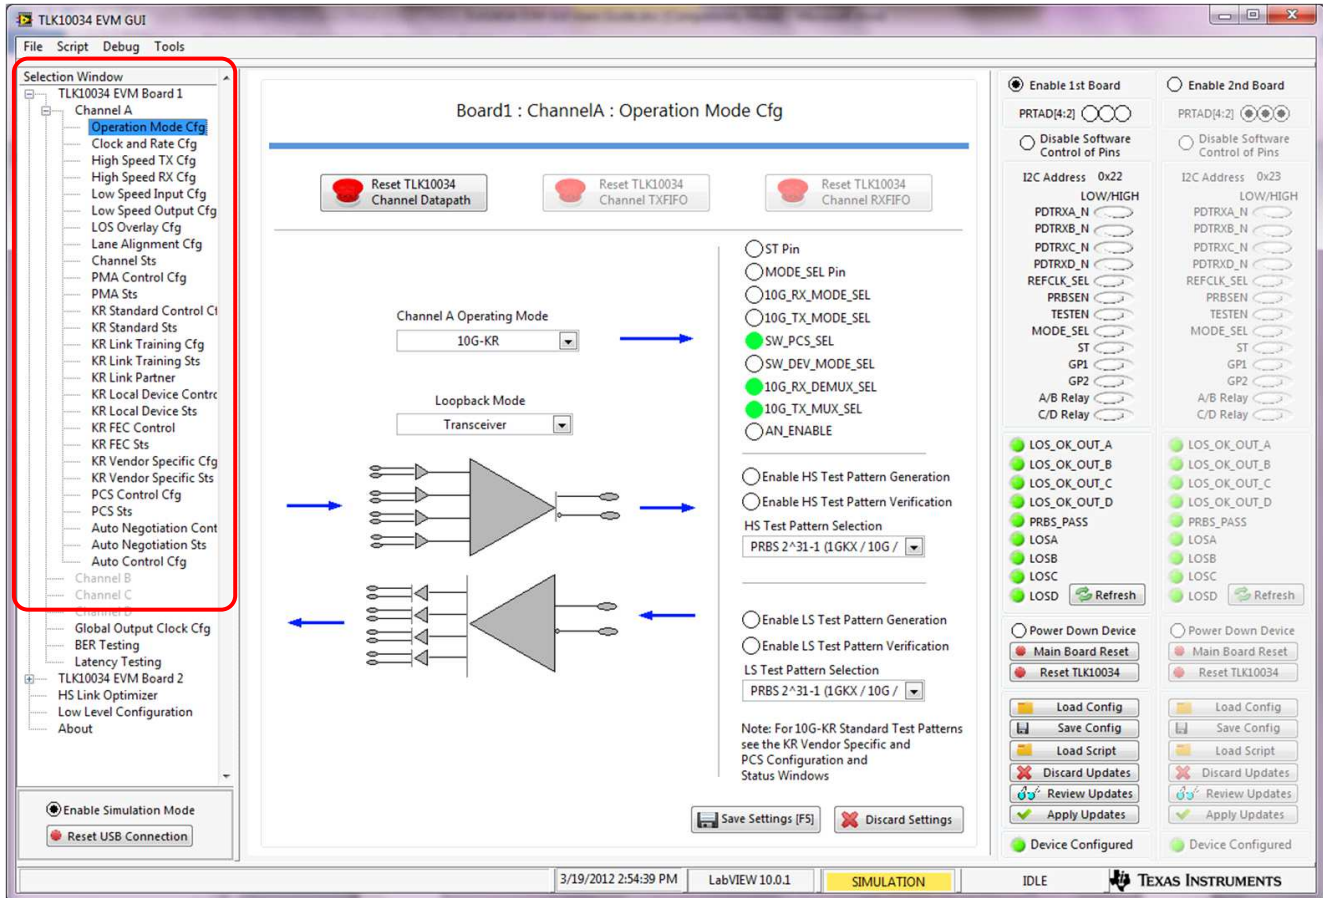 TLK10034 EVM GUI
File Script Debug Tools
Selection Window
TLK10034 EVM Board 1
Channel A
Operation Mode Cfg
Clock and Rate Cfg
High Speed TX Cfg
High Speed RX Cfg
Low Speed Input Cfg
Low Speed Output Cfg
LOS Overlay Cfg
Lane Alignment Cfg
Channel Sts
PMA Control Cfg
PMA Sts
KR Standard Control Cf
KR Standard Sts
KR Link Training Cfg
KR Link Training Sts
KR Link Partner
KR Local Device Contrc
KR Local Device Sts
KR FEC Control
KR FEC Sts
KR Vendor Specific Cfg
KR Vendor Specific Sts
PCS Control Cfg
PCS Sts
Auto Negotiation Cont
Auto Negotiation Sts
Auto Control Cfg
Channel B
Channel C
Channel D
Global Output Clock Cfg
BER Testing
Latency Testing
TLK10034 EVM Board 2
HS Link Optimizer
Low Level Configuration
About
Enable Simulation Mode
Reset USB Connection
Board1 : ChannelA : Operation Mode Cfg
Reset TLK10034
Channel Datapath
Reset TLK10034
Channel TXFIFO
Reset TLK10034
Channel RXFIFO
Channel A Operating Mode
10G-KR
Loopback Mode
Transceiver
ST Pin
MODE_SEL Pin
10G_RX_MODE_SEL
10G_TX_MODE_SEL
SW_PCS_SEL
SW_DEV_MODE_SEL
10G_RX_DEMUX_SEL
10G_TX_MUX_SEL
AN_ENABLE
Enable HS Test Pattern Generation
Enable HS Test Pattern Verification
HS Test Pattern Selection
PRBS 2^31-1 (1GKX / 10G /
Enable LS Test Pattern Generation
Enable LS Test Pattern Verification
LS Test Pattern Selection
PRBS 2^31-1 (1GKX / 10G /
Note: For 10G-KR Standard Test Patterns
see the KR Vendor Specific and
PCS Configuration and
Status Windows
Save Settings [F5]
Discard Settings
Enable 1st Board
PRTAD[4:2]
Disable Software
Control of Pins
I2C Address 0x22
LOW/HIGH
PDTRXA_N
PDTRXB_N
PDTRXC_N
PDTRXD_N
REFCLK_SEL
PRBSEN
TESTEN
MODE_SEL
ST
GP1
GP2
A/B Relay
C/D Relay
LOS_OK_OUT_A
LOS_OK_OUT_B
LOS_OK_OUT_C
LOS_OK_OUT_D
PRBS_PASS
LOSA
LOSB
LOSC
LOSD Refresh
Power Down Device
Main Board Reset
Reset TLK10034
Load Config
Save Config
Load Script
Discard Updates
Review Updates
Apply Updates
Device Configured
Enable 2nd Board
PRTAD[4:2]
Disable Software
Control of Pins
I2C Address 0x23
LOW/HIGH
PDTRXA_N
PDTRXB_N
PDTRXC_N
PDTRXD_N
REFCLK_SEL
PRBSEN
TESTEN
MODE_SEL
ST
GP1
GP2
A/B Relay
C/D Relay
LOS_OK_OUT_A
LOS_OK_OUT_B
LOS_OK_OUT_C
LOS_OK_OUT_D
PRBS_PASS
LOSA
LOSB
LOSC
LOSD Refresh
Power Down Device
Main Board Reset
Reset TLK10034
Load Config
Save Config
Load Script
Discard Updates
Review Updates
Apply Updates
Device Configured
3/19/2012 2:54:39 PM
LabVIEW 10.0.1
SIMULATION
IDLE
TEXAS INSTRUMENTS